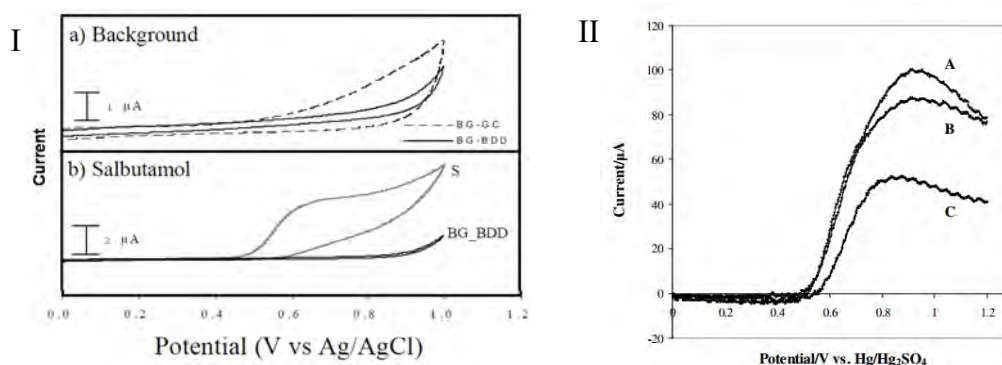 I
a) Background
1 µA
BG-GC
BG-BDD
b) Salbutamol
S
2 µA
BG_BDD
Current
0.0 0.2 0.4 0.6 0.8 1.0 1.2
Potential (V vs Ag/AgCl)
II
120
100
80
60
40
20
0
-20
A
B
C
0 0.2 0.4 0.6 0.8 1 1.2
Current/µA
Potential/V vs. Hg/Hg₂SO₄